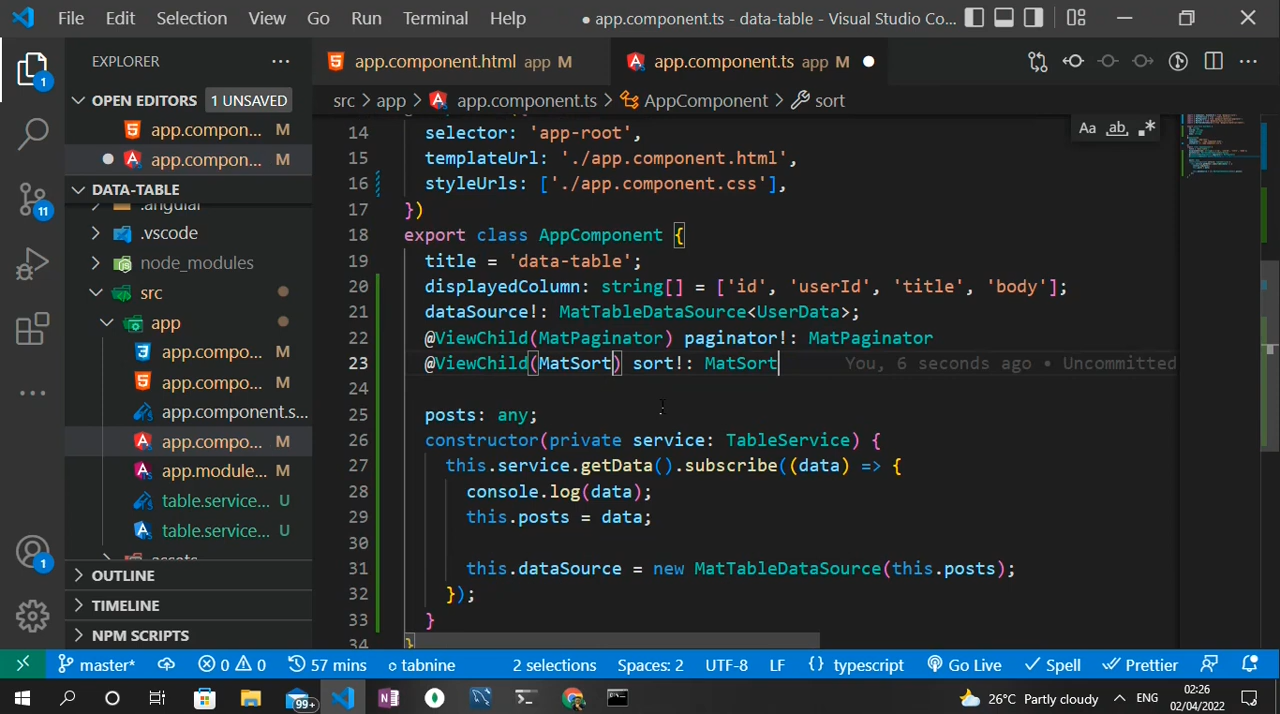 File Edit Selection View Go Run Terminal Help
● app.component.ts - data-table - Visual Studio Co...
EXPLORER
OPEN EDITORS 1 UNSAVED
app.compon... M
app.compon... M
DATA-TABLE
.angular
.vscode
node_modules
src
app
app.compo... M
app.compo... M
app.component.s...
app.compo... M
app.module... M
table.service... U
table.service... U
assets
OUTLINE
TIMELINE
NPM SCRIPTS
1
11
1
app.component.html app M
app.component.ts app M
src > app > app.component.ts > AppComponent > sort
Aa ab
14 selector: 'app-root',
15 templateUrl: './app.component.html',
16 styleUrls: ['./app.component.css'],
17 })
18 export class AppComponent {
19 title = 'data-table';
20 displayedColumn: string[] = ['id', 'userId', 'title', 'body'];
21 dataSource!: MatTableDataSource<UserData>;
22 @ViewChild(MatPaginator) paginator!: MatPaginator
23 @ViewChild(MatSort) sort!: MatSort You, 6 seconds ago • Uncommitted
24
25 posts: any;
26 constructor(private service: TableService) {
27 this.service.getData().subscribe((data) => {
28 console.log(data);
29 this.posts = data;
30
31 this.dataSource = new MatTableDataSource(this.posts);
32 });
33 }
34 }
master* 0 0 57 mins tabnine 2 selections Spaces: 2 UTF-8 LF {} typescript Go Live Spell Prettier
99+ 26°C Partly cloudy ENG 02:26
02/04/2022